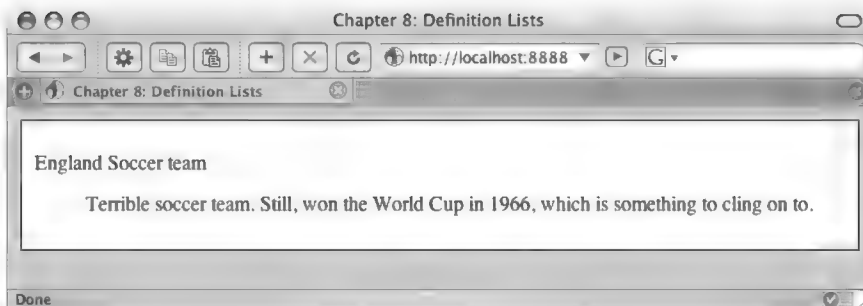 Chapter 8: Definition Lists
http://localhost:8888
G
Chapter 8: Definition Lists
England Soccer team
Terrible soccer team. Still, won the World Cup in 1966, which is something to cling on to.
Done